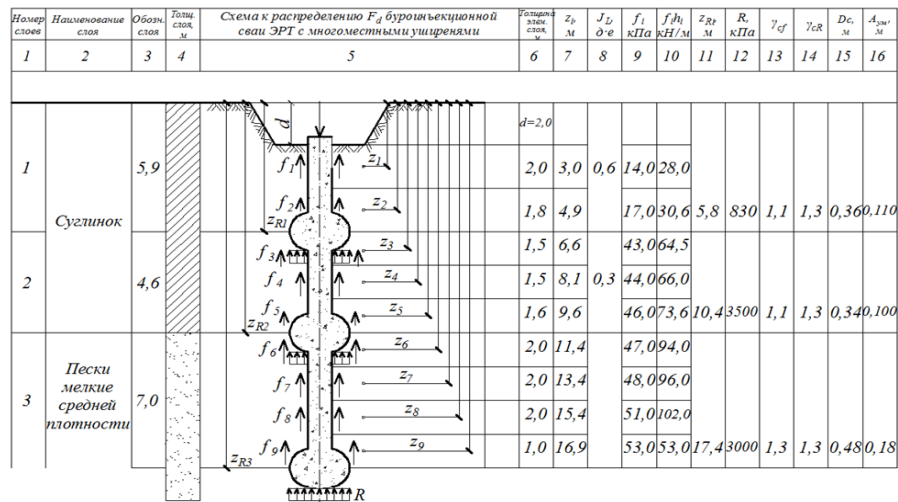 Номер слоев
Наименование слоя
Обозн. слоя
Толщ. слоя, м
Схема к распределению Fd буроинъекционной сваи ЭРТ с многоместными уширенями
Толщина элем. слоя, м
zi, м
JL, д·е
fi кПа
fihi кН/м
zRi, м
R, кПа
γcf
γcR
Dc, м
Aум, м
1 2 3 4 5 6 7 8 9 10 11 12 13 14 15 16
d
d=2,0
1
Суглинок
5,9
f1 z1
2,0 3,0 0,6 14,0 28,0
f2 z2
1,8 4,9 17,0 30,6 5,8 830 1,1 1,3 0,36 0,110
zR1
2
4,6
f3 z3
1,5 6,6 43,0 64,5
f4 z4
1,5 8,1 0,3 44,0 66,0
f5 z5
1,6 9,6 46,0 73,6 10,4 3500 1,1 1,3 0,34 0,100
zR2
3
Пески мелкие средней плотности
7,0
f6 z6
2,0 11,4 47,0 94,0
f7 z7
2,0 13,4 48,0 96,0
f8 z8
2,0 15,4 51,0 102,0
f9 z9
1,0 16,9 53,0 53,0 17,4 3000 1,3 1,3 0,48 0,18
zR3
R